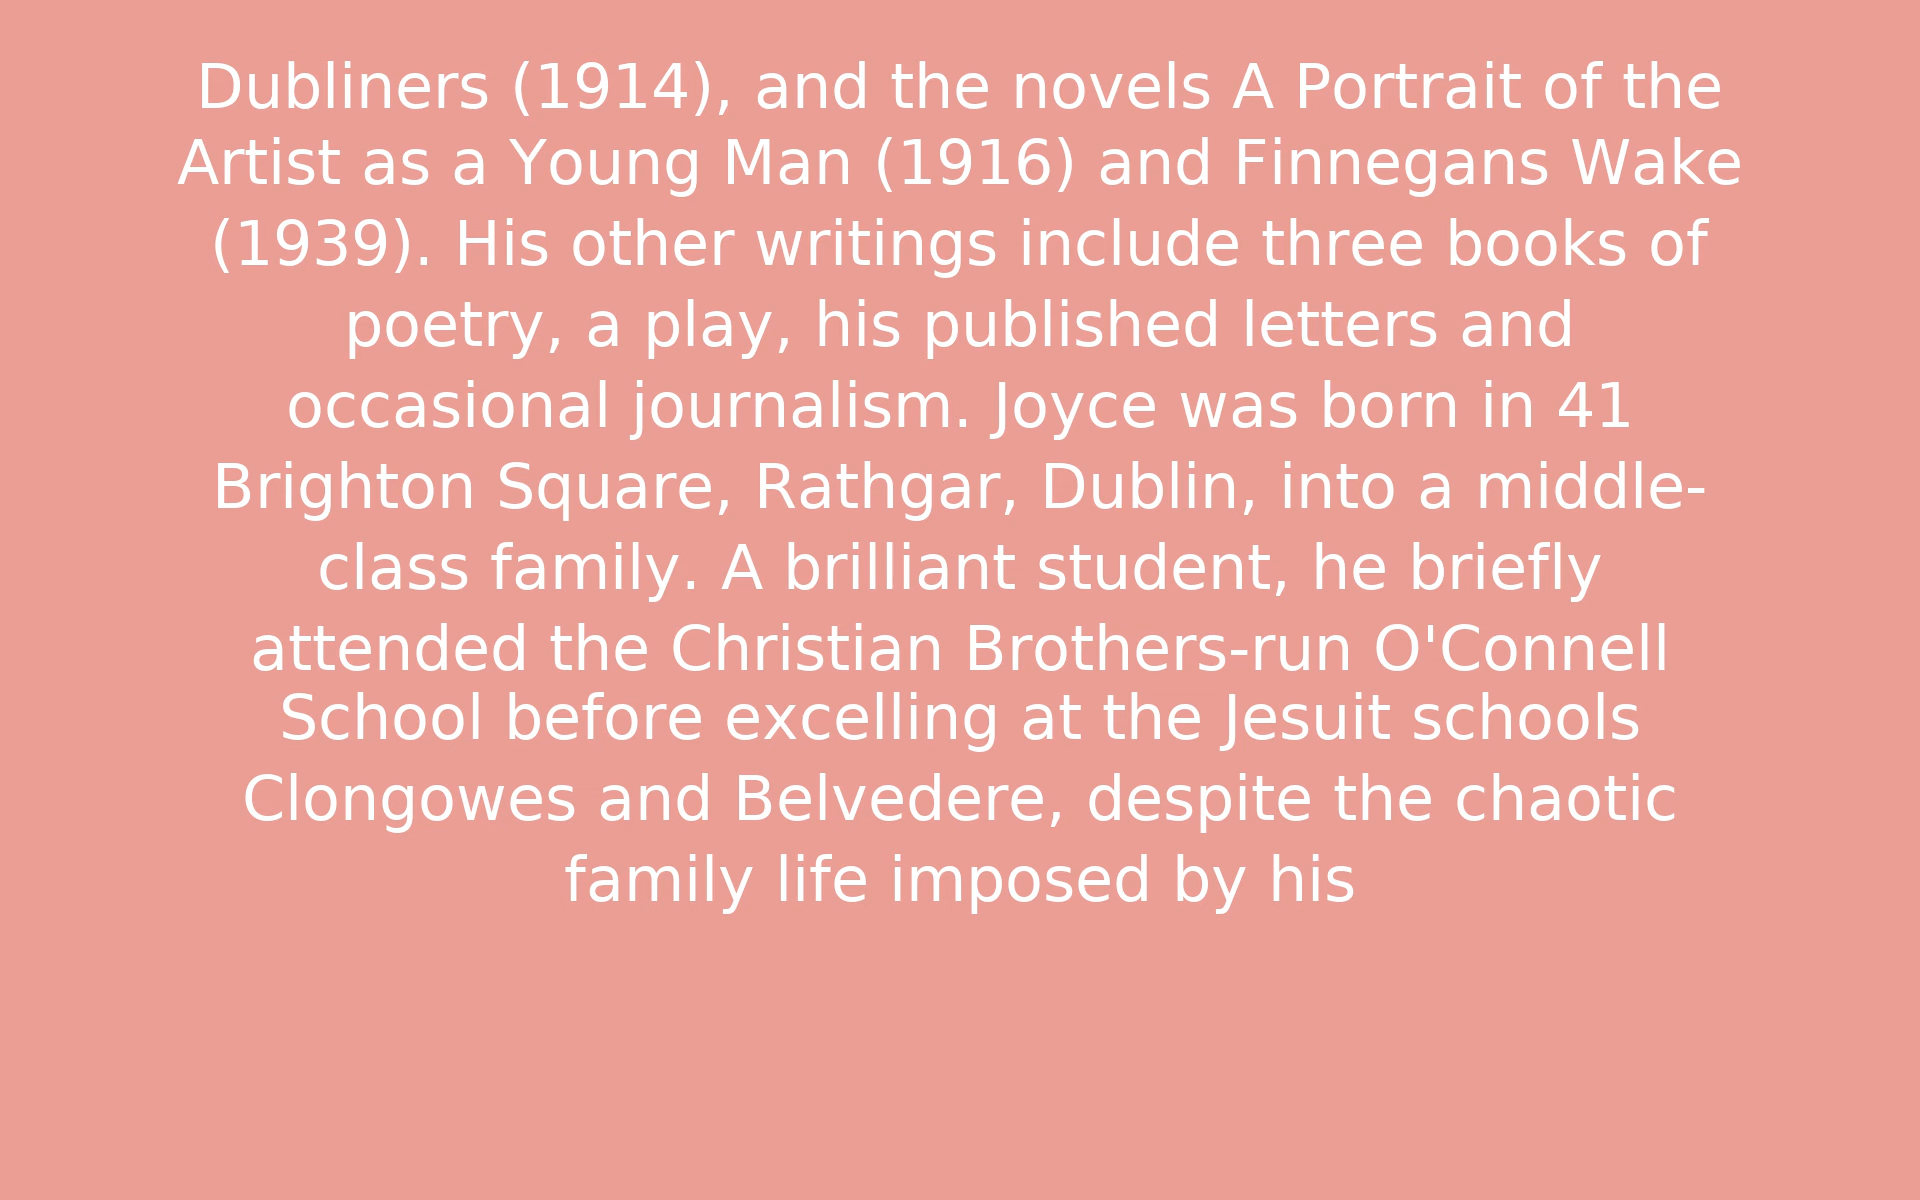 Dubliners (1914), and the novels A Portrait of the
Artist as a Young Man (1916) and Finnegans Wake
(1939). His other writings include three books of
poetry, a play, his published letters and
occasional journalism. Joyce was born in 41
Brighton Square, Rathgar, Dublin, into a middle-
class family. A brilliant student, he briefly
attended the Christian Brothers-run O'Connell
School before excelling at the Jesuit schools
Clongowes and Belvedere, despite the chaotic
family life imposed by his